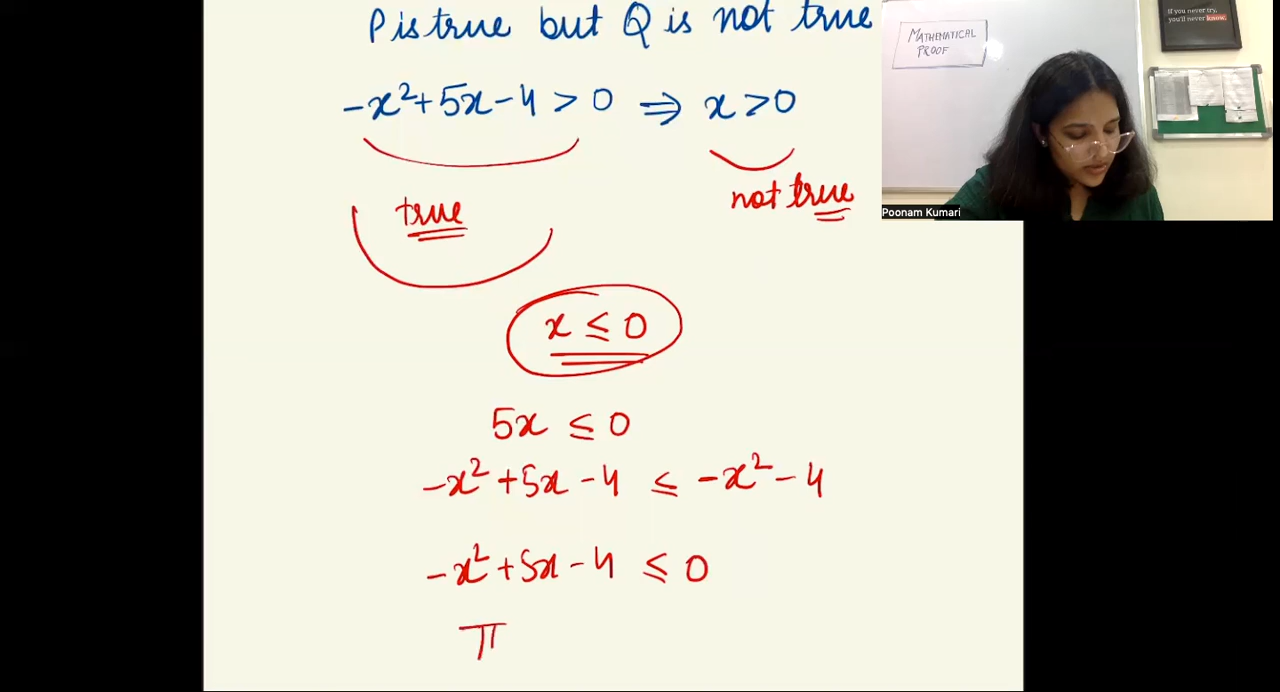 P is true but Q is not true
-x²+5x-4 > 0 ⇒ x>0
true
not true
x ≤ 0
5x ≤ 0
-x²+5x-4 ≤ -x²-4
-x²+5x-4 ≤ 0
MATHEMATICAL
PROOF
If you never try,
you'll never know.
Poonam Kumari